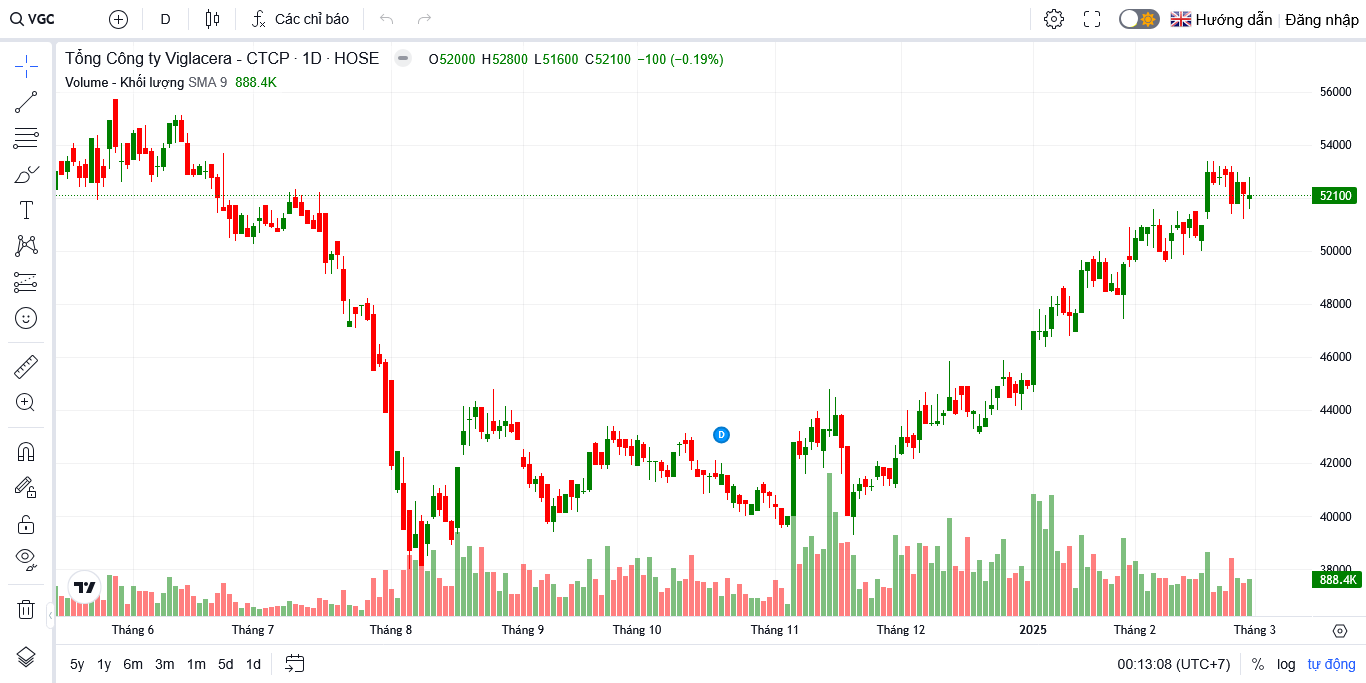 VGC D Các chỉ báo Hướng dẫn Đăng nhập
Tổng Công ty Viglacera - CTCP · 1D · HOSE O52000 H52800 L51600 C52100 −100 (−0.19%)
Volume - Khối lượng SMA 9 888.4K
56000
54000
52100
50000
48000
46000
44000
D
42000
40000
38000
888.4K
Tháng 6 Tháng 7 Tháng 8 Tháng 9 Tháng 10 Tháng 11 Tháng 12 2025 Tháng 2 Tháng 3
5y 1y 6m 3m 1m 5d 1d 00:13:08 (UTC+7) % log tự động